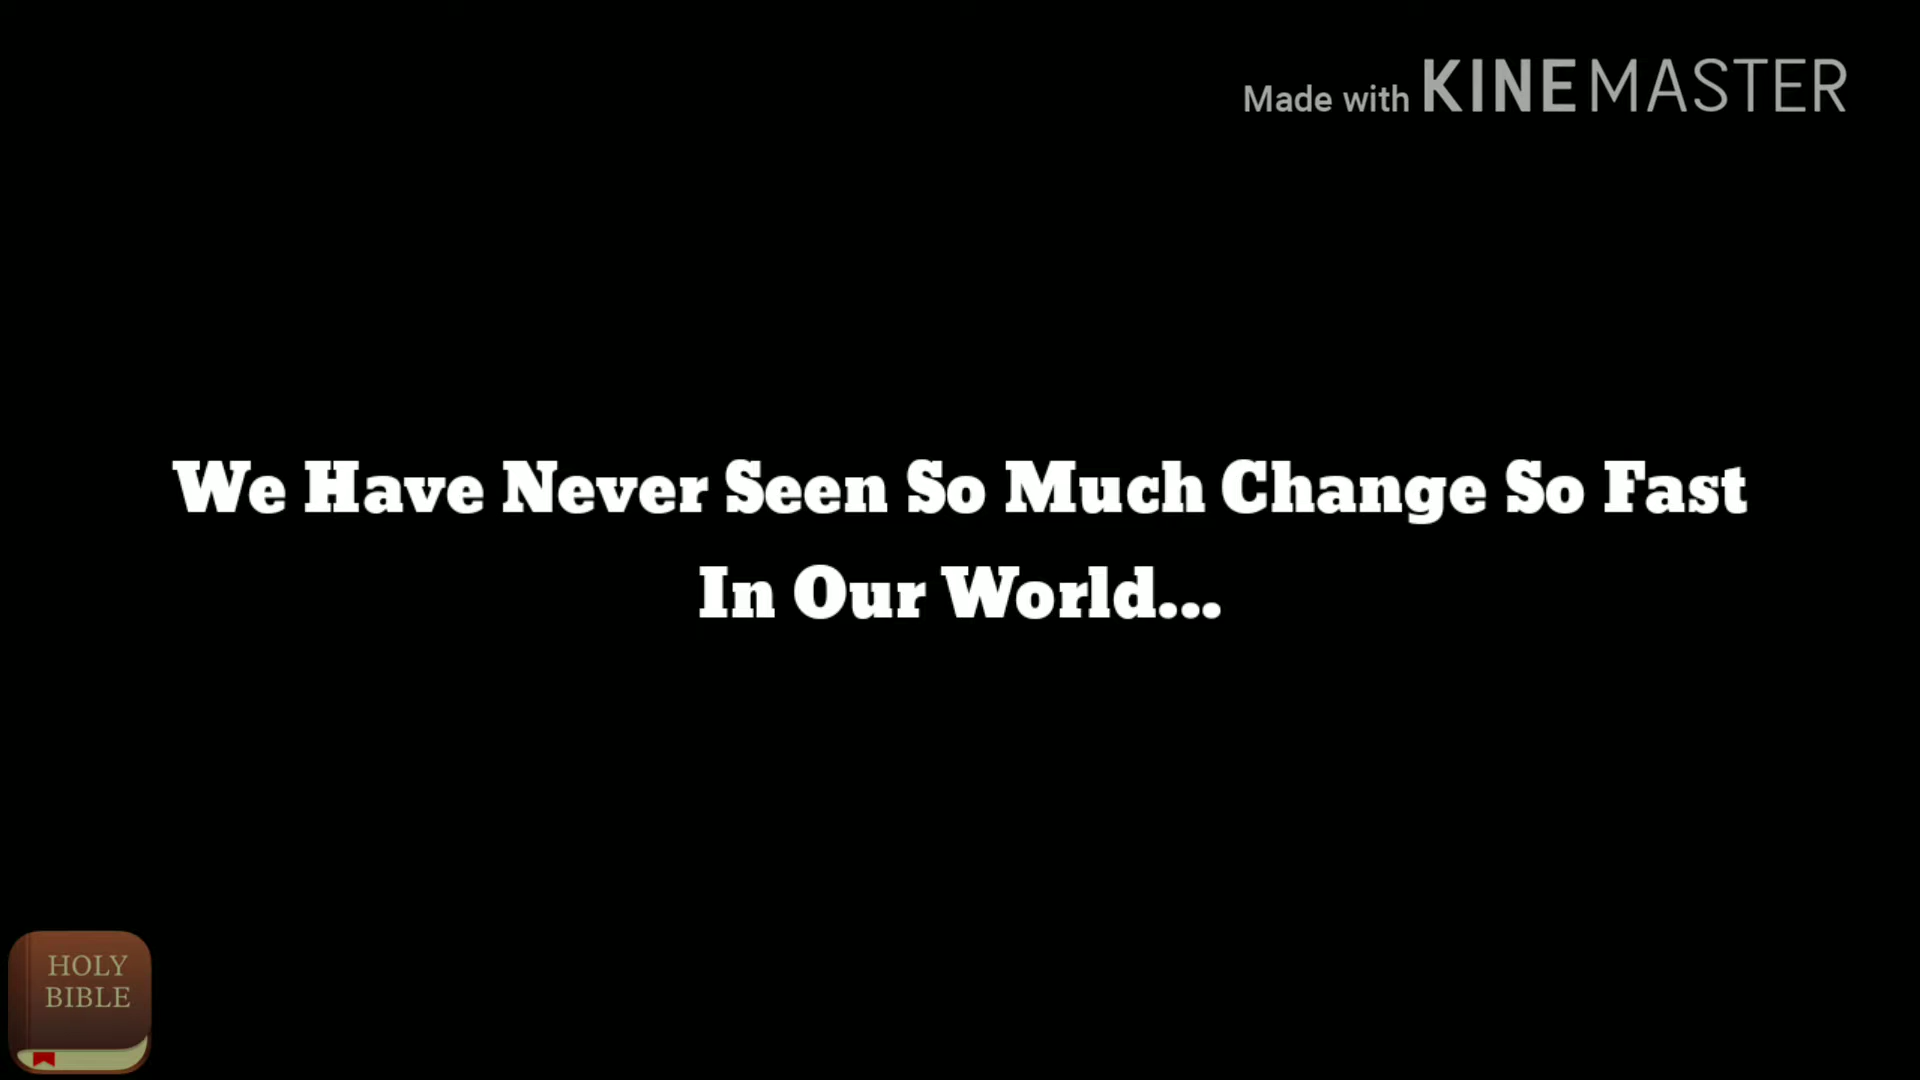 Made with KINEMASTER
We Have Never Seen So Much Change So Fast
In Our World...
HOLY
BIBLE